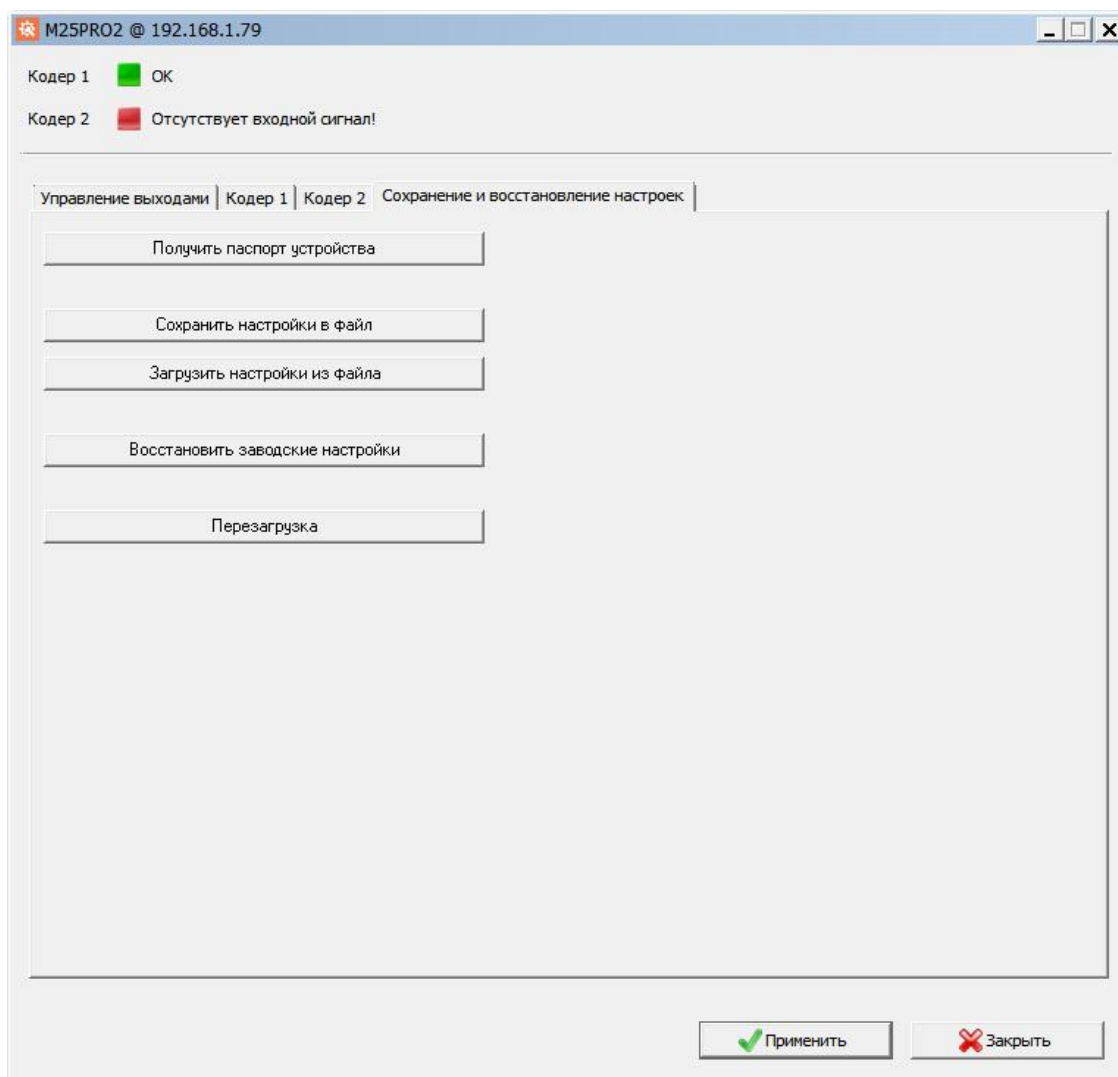 M25PRO2 @ 192.168.1.79
Кодер 1 OK
Кодер 2 Отсутствует входной сигнал!
Управление выходами Кодер 1 Кодер 2 Сохранение и восстановление настроек
Получить паспорт устройства
Сохранить настройки в файл
Загрузить настройки из файла
Восстановить заводские настройки
Перезагрузка
Применить Закрыть